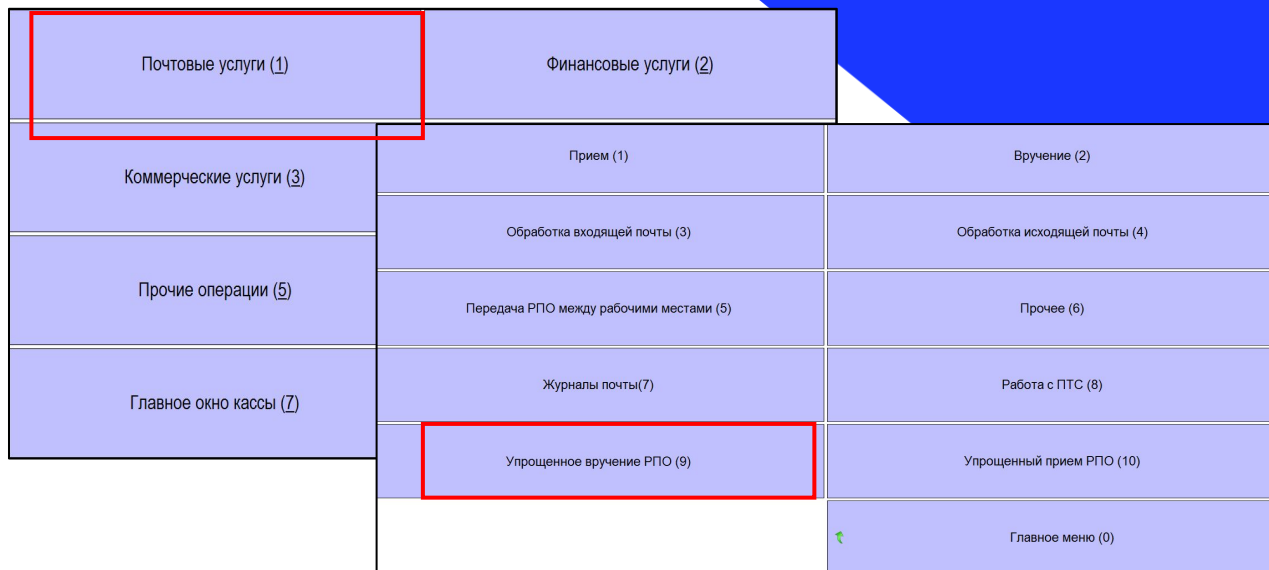 Почтовые услуги (1)
Финансовые услуги (2)
Коммерческие услуги (3)
Прочие операции (5)
Главное окно кассы (7)
Прием (1)
Вручение (2)
Обработка входящей почты (3)
Обработка исходящей почты (4)
Передача РПО между рабочими местами (5)
Прочее (6)
Журналы почты(7)
Работа с ПТС (8)
Упрощенное вручение РПО (9)
Упрощенный прием РПО (10)
Главное меню (0)